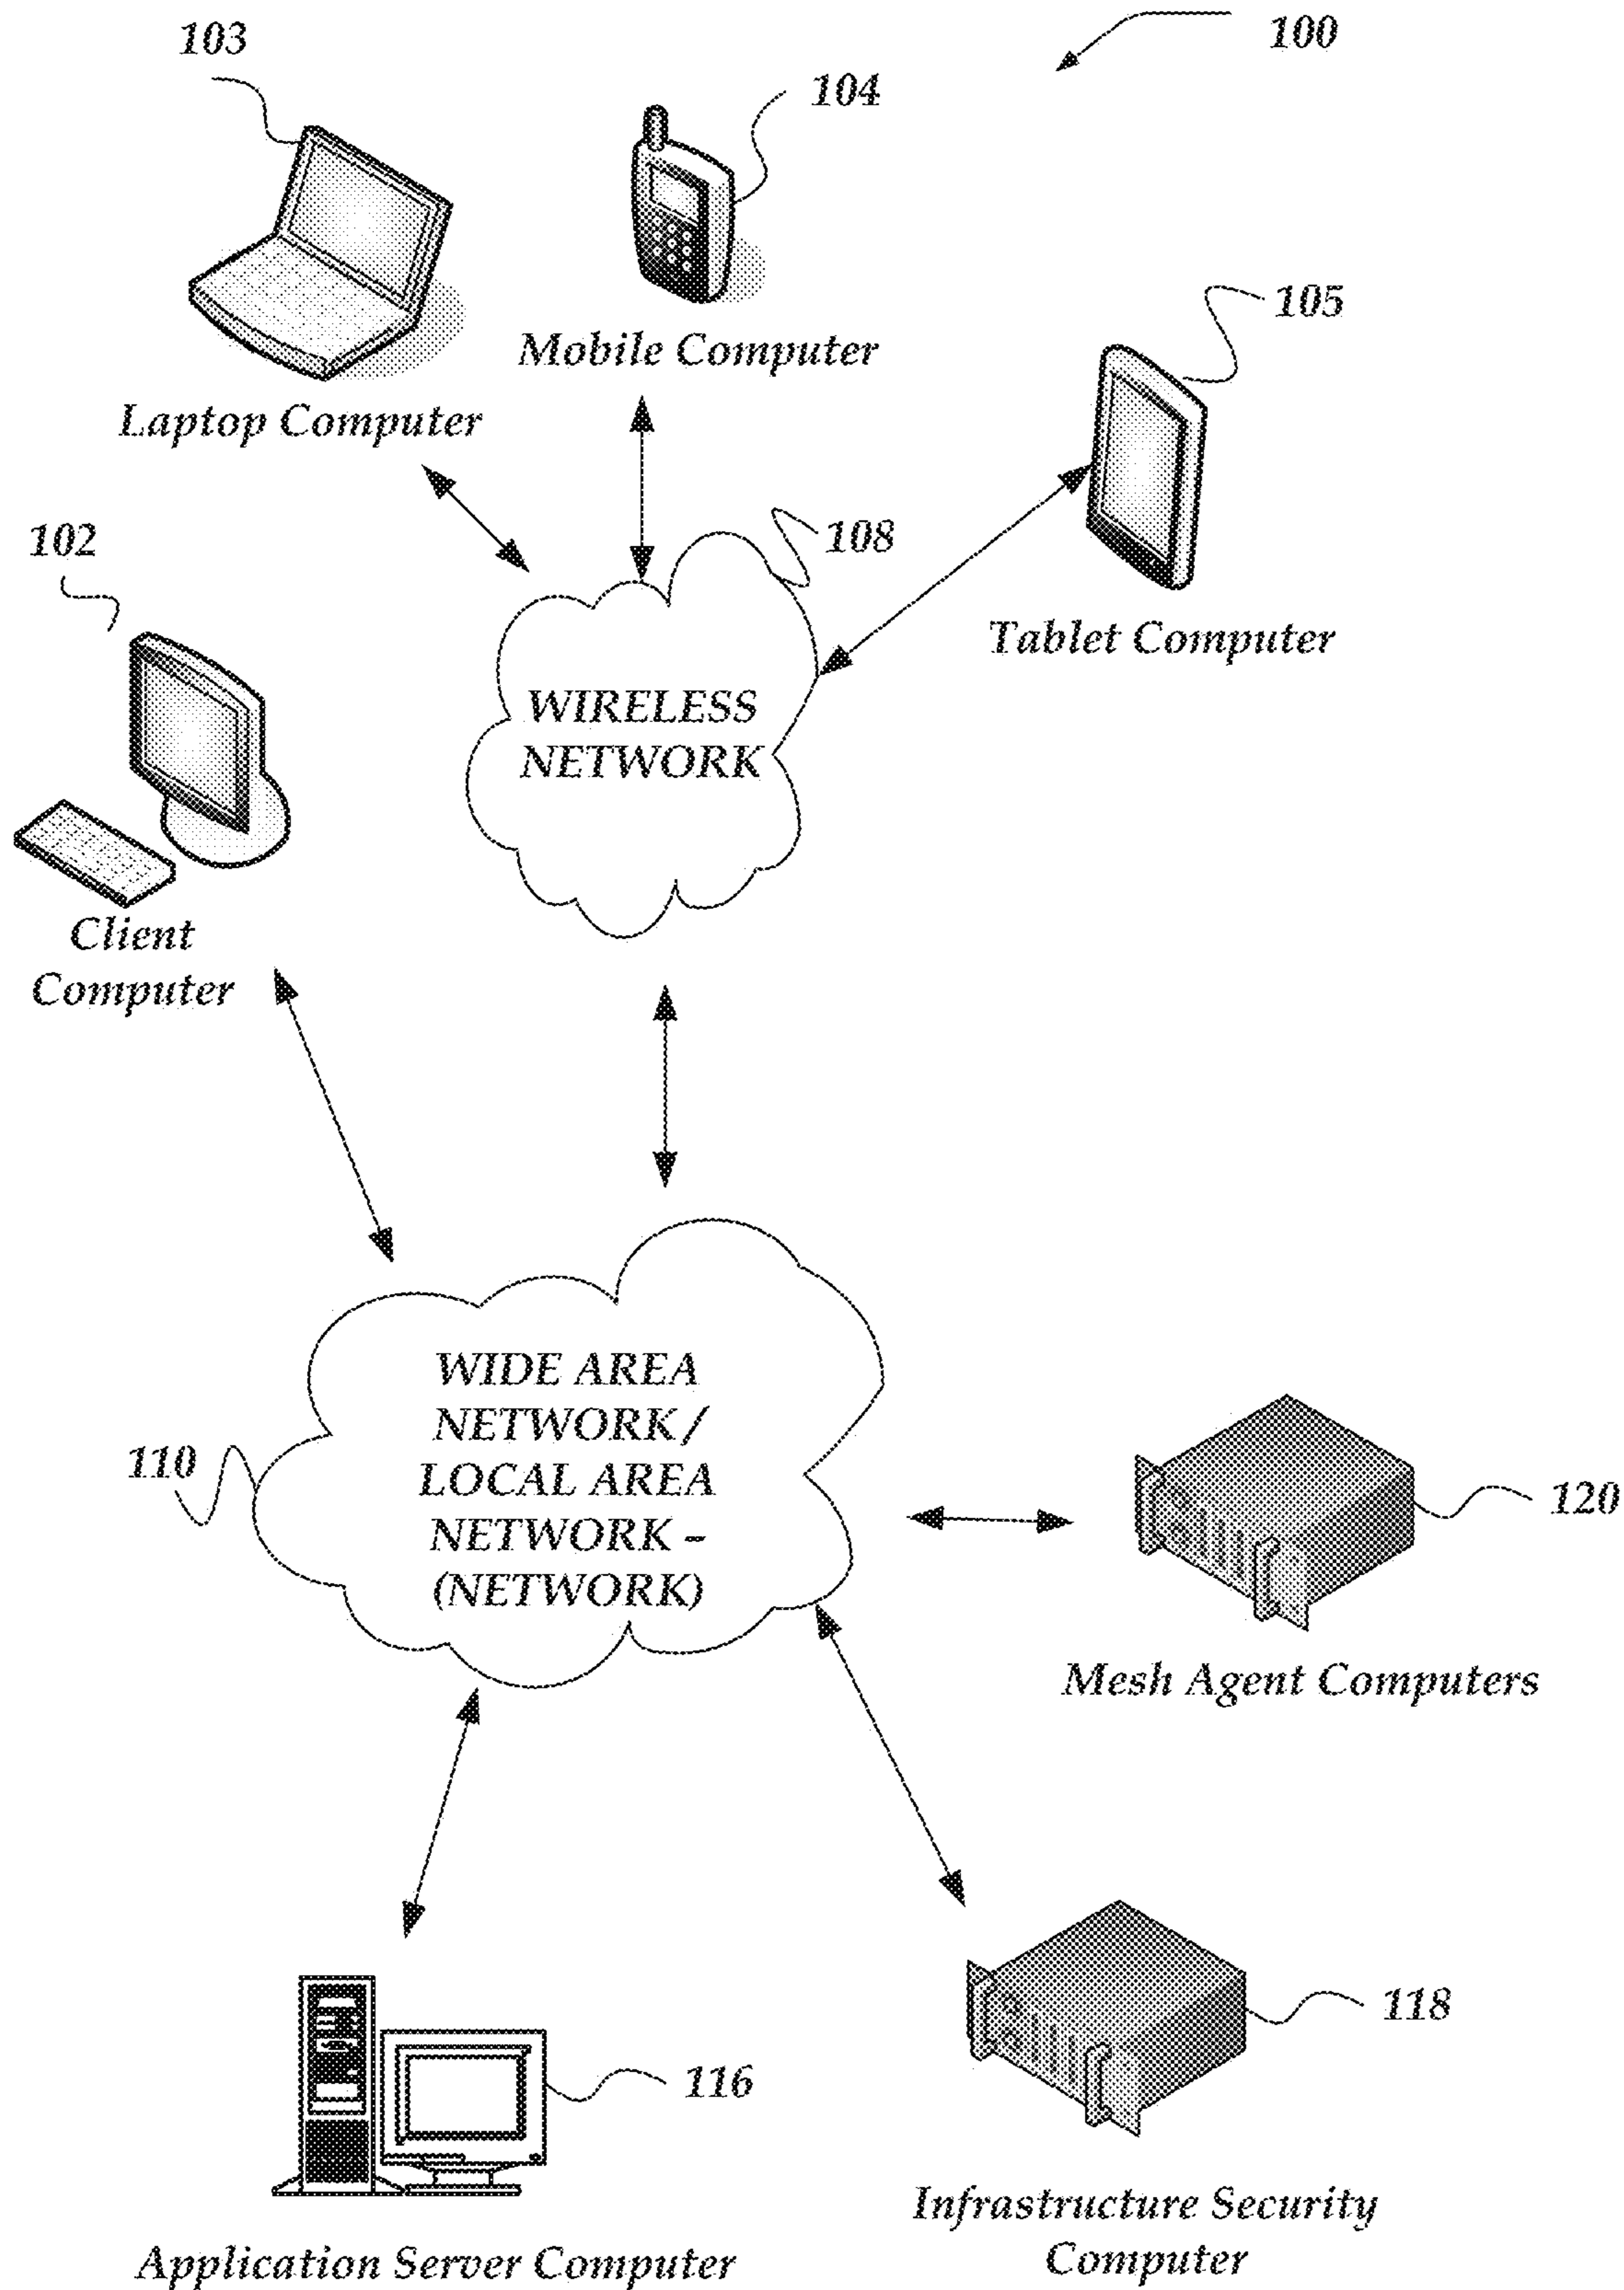 103
100
104
105
Mobile Computer
Laptop Computer
102
108
Tablet Computer
WIRELESS
NETWORK
Client
Computer
WIDE AREA
NETWORK /
LOCAL AREA
NETWORK –
(NETWORK)
110
120
Mesh Agent Computers
118
116
Infrastructure Security
Computer
Application Server Computer